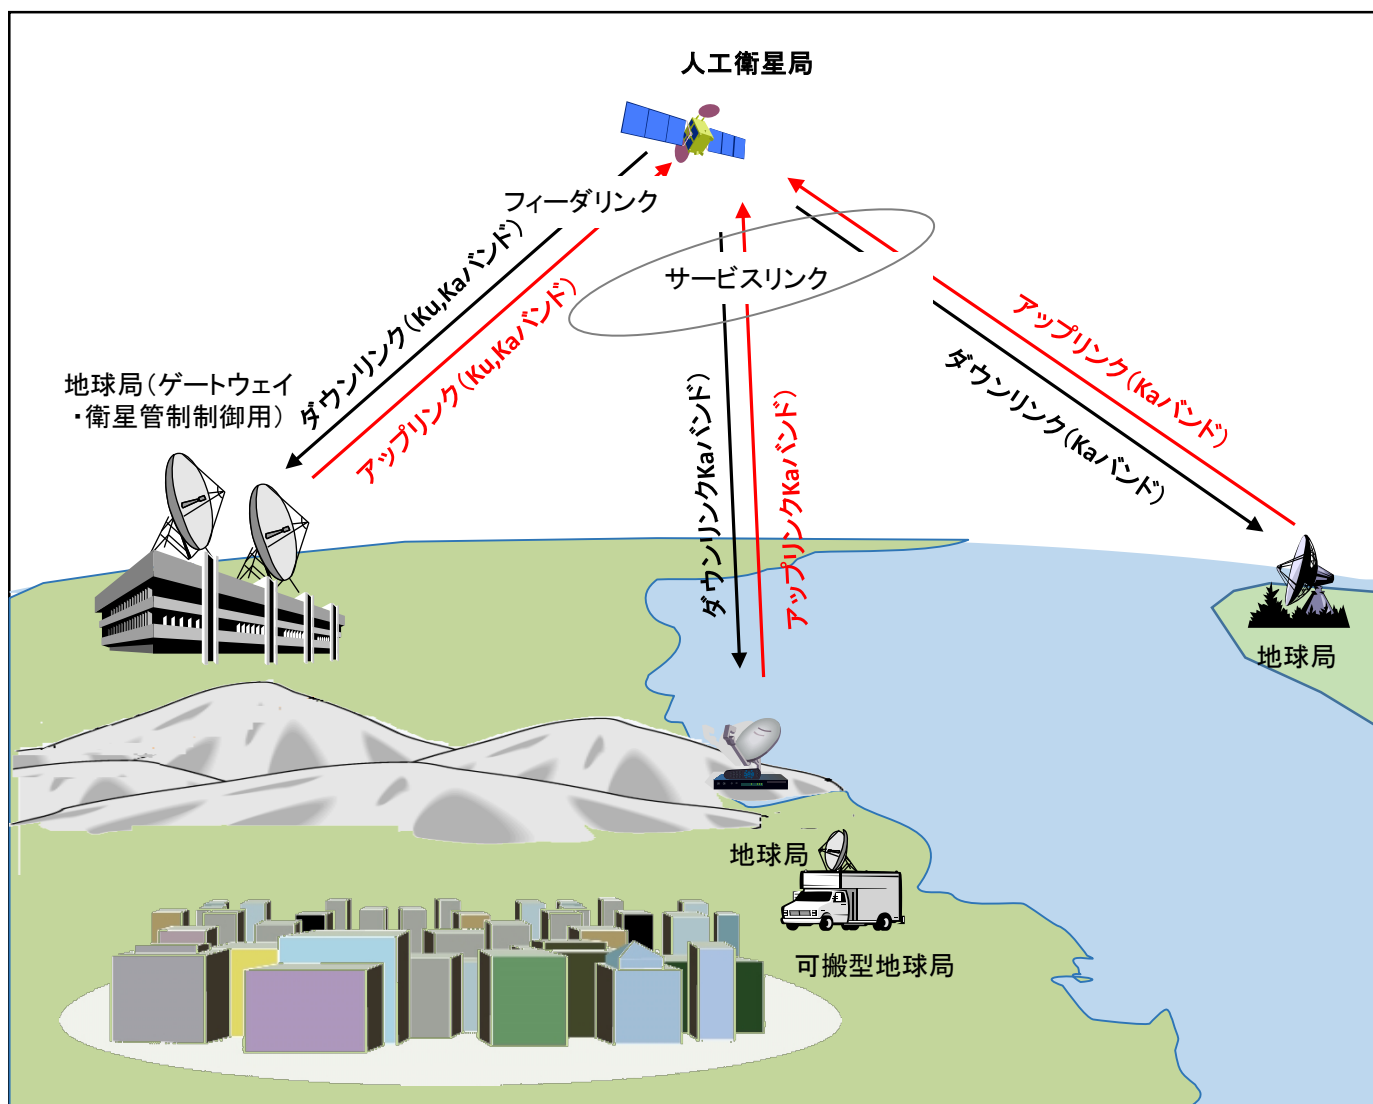 人工衛星局
フィーダリンク
サービスリンク
ダウンリンク(Ku,Kaバンド)
アップリンク(Ku,Kaバンド)
アップリンク(Kaバンド)
ダウンリンク(Kaバンド)
地球局(ゲートウェイ
・衛星管制制御用)
ダウンリンクKaバンド)
アップリンクKaバンド)
地球局
地球局
可搬型地球局